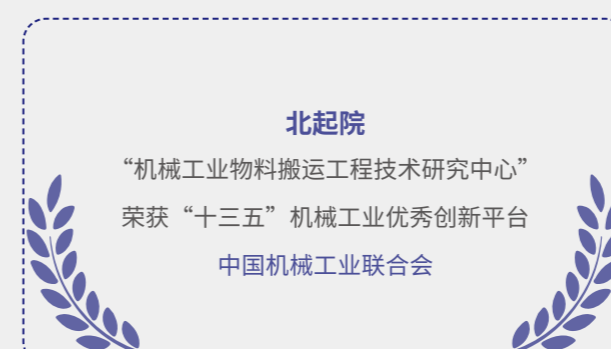 北起院
“机械工业物料搬运工程技术研究中心”
荣获“十三五”机械工业优秀创新平台
中国机械工业联合会